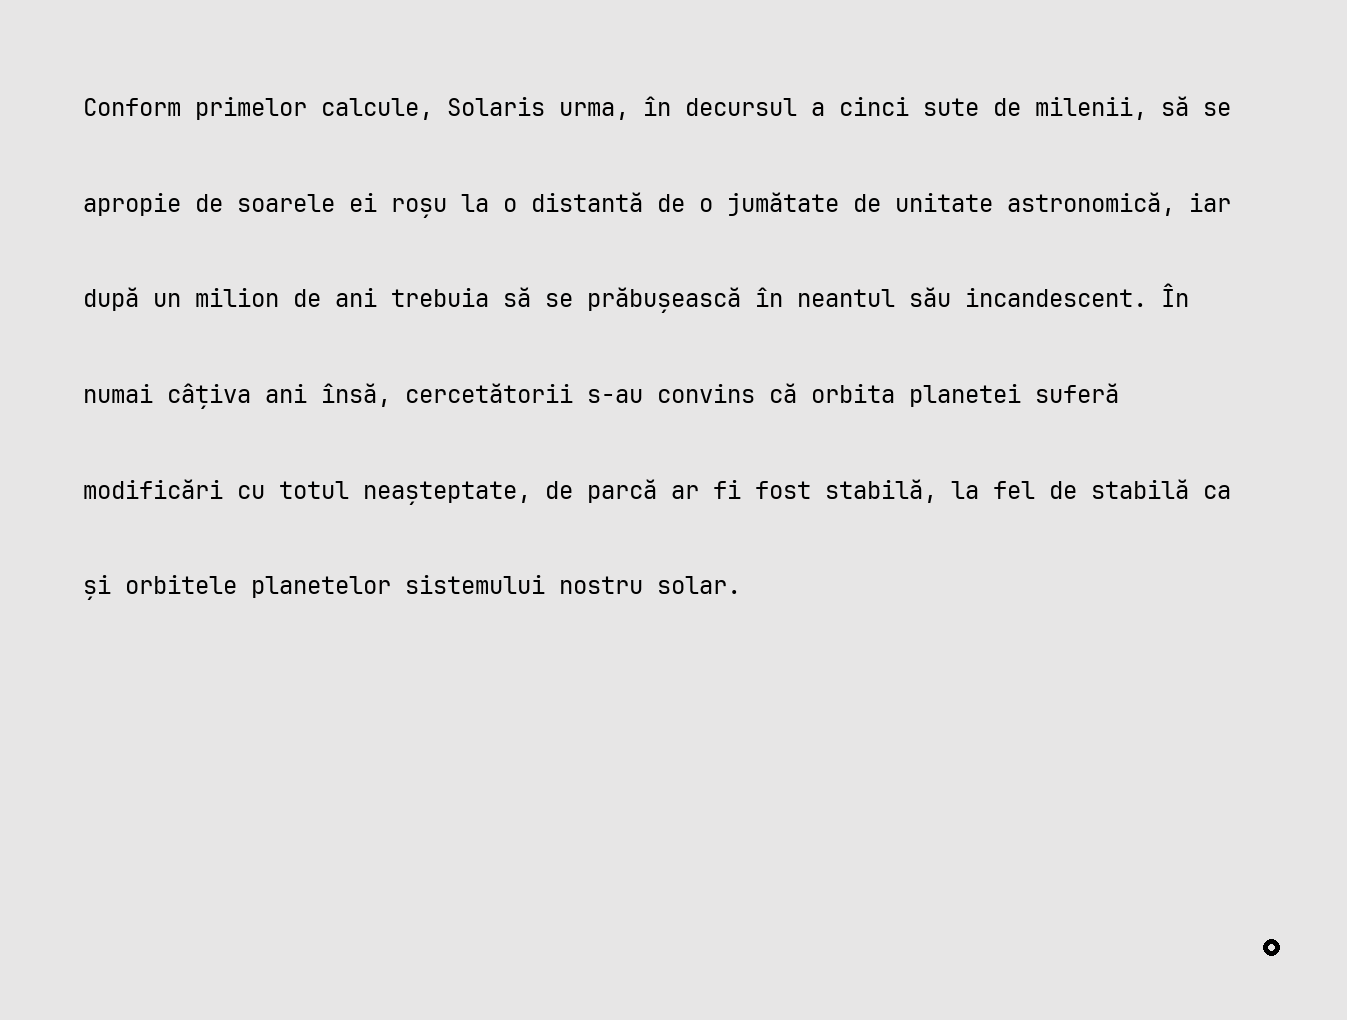 Conform primelor calcule, Solaris urma, în decursul a cinci sute de milenii, să se
apropie de soarele ei roșu la o distantă de o jumătate de unitate astronomică, iar
după un milion de ani trebuia să se prăbușească în neantul său incandescent. În
numai câțiva ani însă, cercetătorii s-au convins că orbita planetei suferă
modificări cu totul neașteptate, de parcă ar fi fost stabilă, la fel de stabilă ca
și orbitele planetelor sistemului nostru solar.